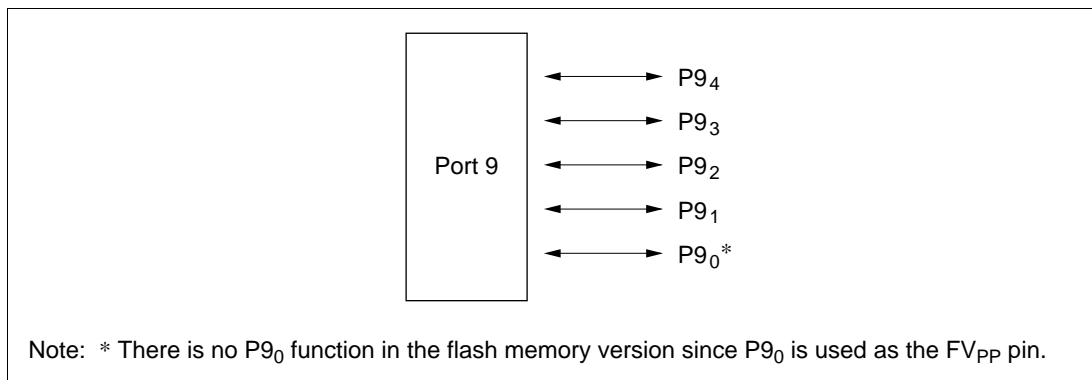 P9₄
P9₃
Port 9
P9₂
P9₁
P9₀*
Note: * There is no P9₀ function in the flash memory version since P9₀ is used as the FVPP pin.